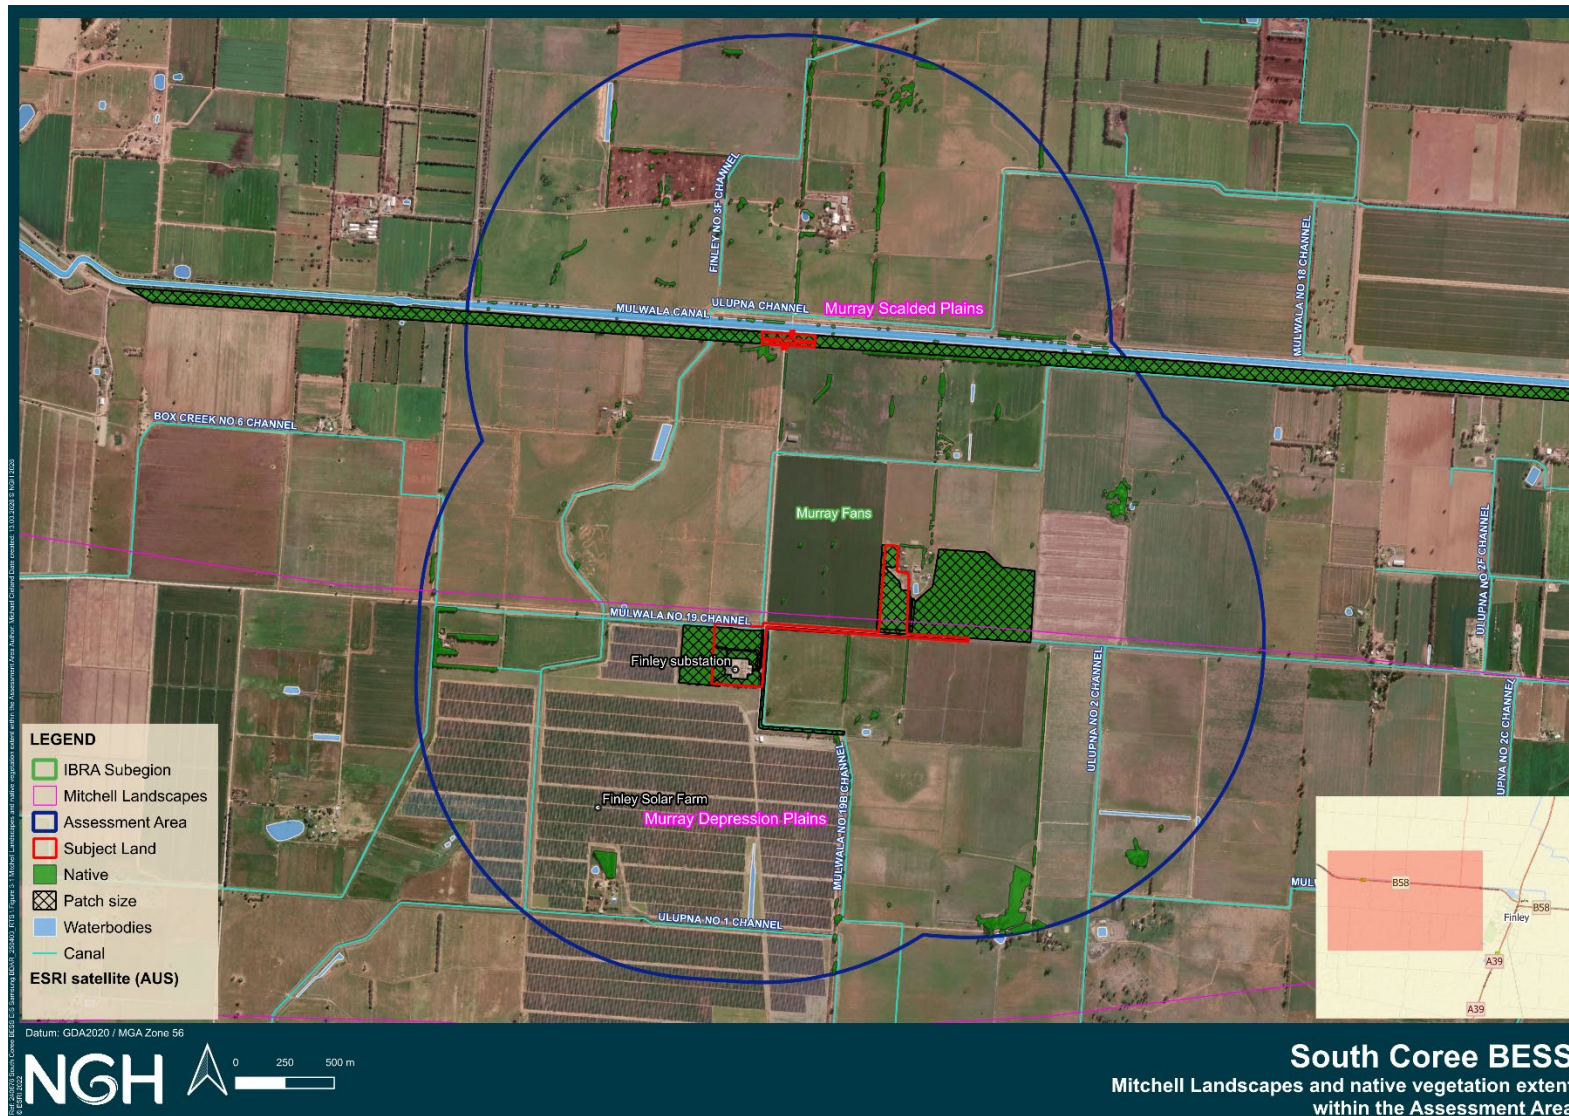 FINLEY NO 3F CHANNEL
ULUPNA CHANNEL
MULWALA CANAL
Murray Scalded Plains
MULWALA NO 18 CHANNEL
BOX CREEK NO 6 CHANNEL
Murray Fans
ULUPNA NO 2F CHANNEL
MULWALA NO 19 CHANNEL
Finley substation
ULUPNA NO 2 CHANNEL
UPNA NO 2C CHANNEL
MULWALA NO 19B CHANNEL
Finley Solar Farm
Murray Depression Plains
MUL
ULUPNA NO 1 CHANNEL
LEGEND
IBRA Subegion
Mitchell Landscapes
Assessment Area
Subject Land
Native
Patch size
Waterbodies
Canal
ESRI satellite (AUS)
B58
B58
Finley
A39
A39
Datum: GDA2020 / MGA Zone 56
NGH
0 250 500 m
South Coree BESS
Mitchell Landscapes and native vegetation extent
within the Assessment Area